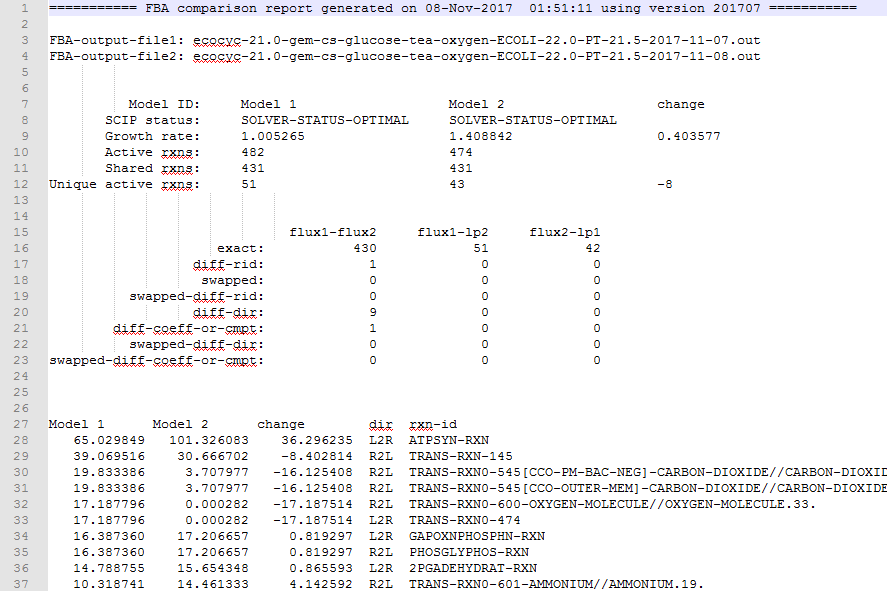 1 =========== FBA comparison report generated on 08-Nov-2017  01:51:11 using version 201707 ===========
2
3 FBA-output-file1: ecocyc-21.0-gem-cs-glucose-tea-oxygen-ECOLI-22.0-PT-21.5-2017-11-07.out
4 FBA-output-file2: ecocyc-21.0-gem-cs-glucose-tea-oxygen-ECOLI-22.0-PT-21.5-2017-11-08.out
5
6
7 Model ID: Model 1 Model 2 change
8 SCIP status: SOLVER-STATUS-OPTIMAL SOLVER-STATUS-OPTIMAL
9 Growth rate: 1.005265 1.408842 0.403577
10 Active rxns: 482 474
11 Shared rxns: 431 431
12 Unique active rxns: 51 43 -8
13
14
15 flux1-flux2 flux1-lp2 flux2-lp1
16 exact: 430 51 42
17 diff-rid: 1 0 0
18 swapped: 0 0 0
19 swapped-diff-rid: 0 0 0
20 diff-dir: 9 0 0
21 diff-coeff-or-cmpt: 1 0 0
22 swapped-diff-dir: 0 0 0
23 swapped-diff-coeff-or-cmpt: 0 0 0
24
25
26
27 Model 1 Model 2 change dir rxn-id
28 65.029849 101.326083 36.296235 L2R ATPSYN-RXN
29 39.069516 30.666702 -8.402814 R2L TRANS-RXN-145
30 19.833386 3.707977 -16.125408 R2L TRANS-RXN0-545[CCO-PM-BAC-NEG]-CARBON-DIOXIDE//CARBON-DIOXID
31 19.833386 3.707977 -16.125408 R2L TRANS-RXN0-545[CCO-OUTER-MEM]-CARBON-DIOXIDE//CARBON-DIOXIDE
32 17.187796 0.000282 -17.187514 R2L TRANS-RXN0-600-OXYGEN-MOLECULE//OXYGEN-MOLECULE.33.
33 17.187796 0.000282 -17.187514 R2L TRANS-RXN0-474
34 16.387360 17.206657 0.819297 L2R GAPOXNPHOSPHN-RXN
35 16.387360 17.206657 0.819297 R2L PHOSGLYPHOS-RXN
36 14.788755 15.654348 0.865593 L2R 2PGADEHYDRAT-RXN
37 10.318741 14.461333 4.142592 R2L TRANS-RXN0-601-AMMONIUM//AMMONIUM.19.